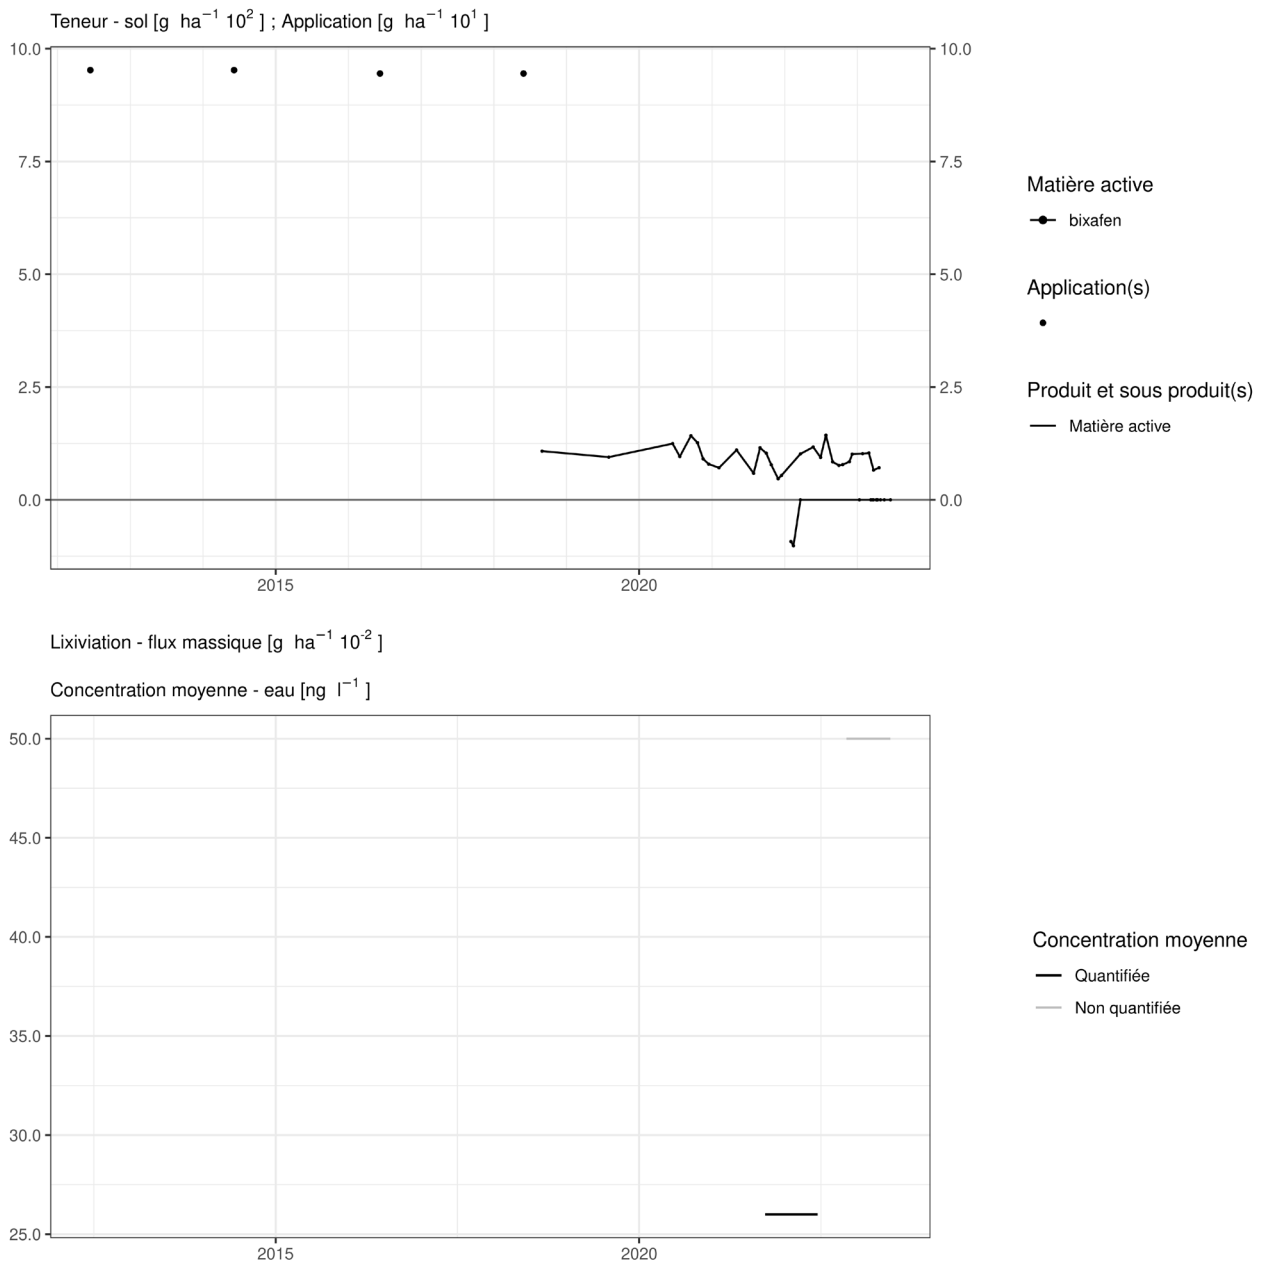 Teneur - sol [g ha⁻¹ 10² ] ; Application [g ha⁻¹ 10¹ ]
10.0
7.5
5.0
2.5
0.0
10.0
7.5
5.0
2.5
0.0
2015
2020
Matière active
bixafen
Application(s)
Produit et sous produit(s)
Matière active
Lixiviation - flux massique [g ha⁻¹ 10⁻² ]
Concentration moyenne - eau [ng l⁻¹ ]
50.0
45.0
40.0
35.0
30.0
25.0
2015
2020
Concentration moyenne
Quantifiée
Non quantifiée